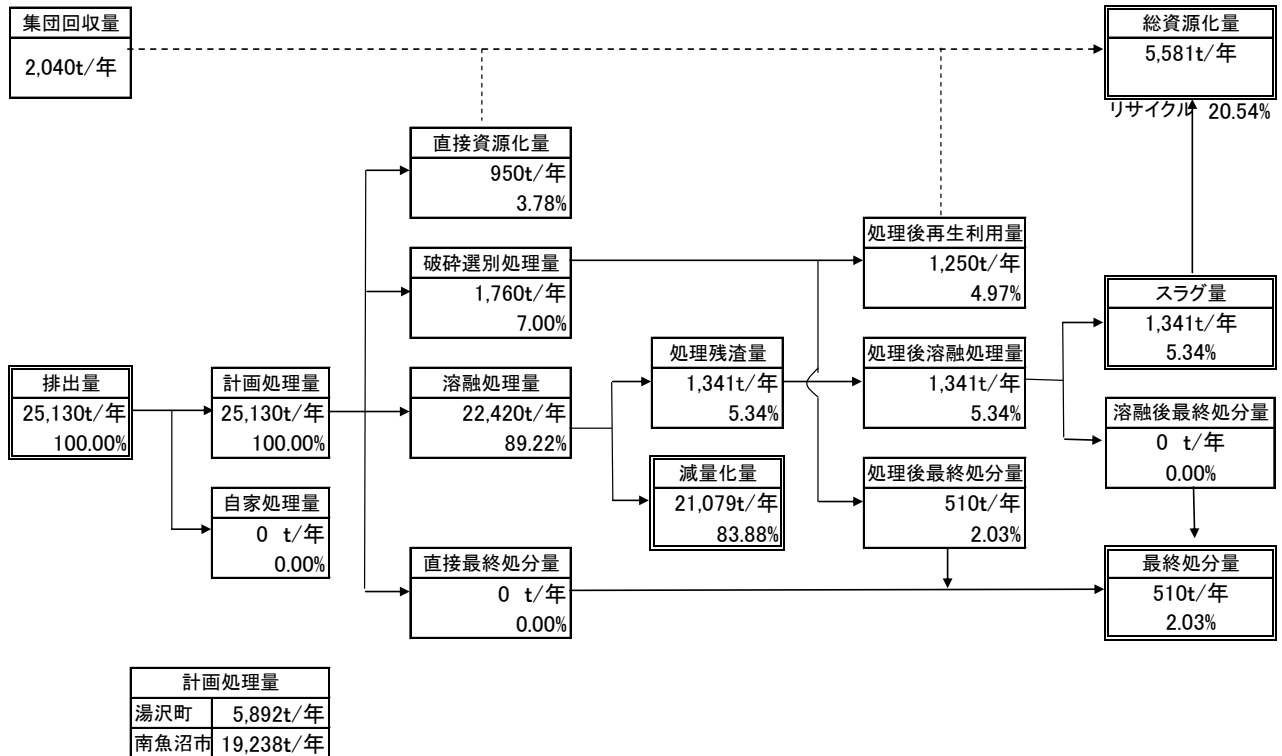 集団回収量
2,040t/年
総資源化量
5,581t/年
リサイクル 20.54%
直接資源化量
950t/年
3.78%
処理後再生利用量
1,250t/年
4.97%
破砕選別処理量
1,760t/年
7.00%
スラグ量
1,341t/年
5.34%
処理残渣量
1,341t/年
5.34%
処理後溶融処理量
1,341t/年
5.34%
排出量
25,130t/年
100.00%
計画処理量
25,130t/年
100.00%
溶融処理量
22,420t/年
89.22%
溶融後最終処分量
0 t/年
0.00%
減量化量
21,079t/年
83.88%
処理後最終処分量
510t/年
2.03%
自家処理量
0 t/年
0.00%
直接最終処分量
0 t/年
0.00%
最終処分量
510t/年
2.03%
計画処理量
湯沢町 5,892t/年
南魚沼市 19,238t/年